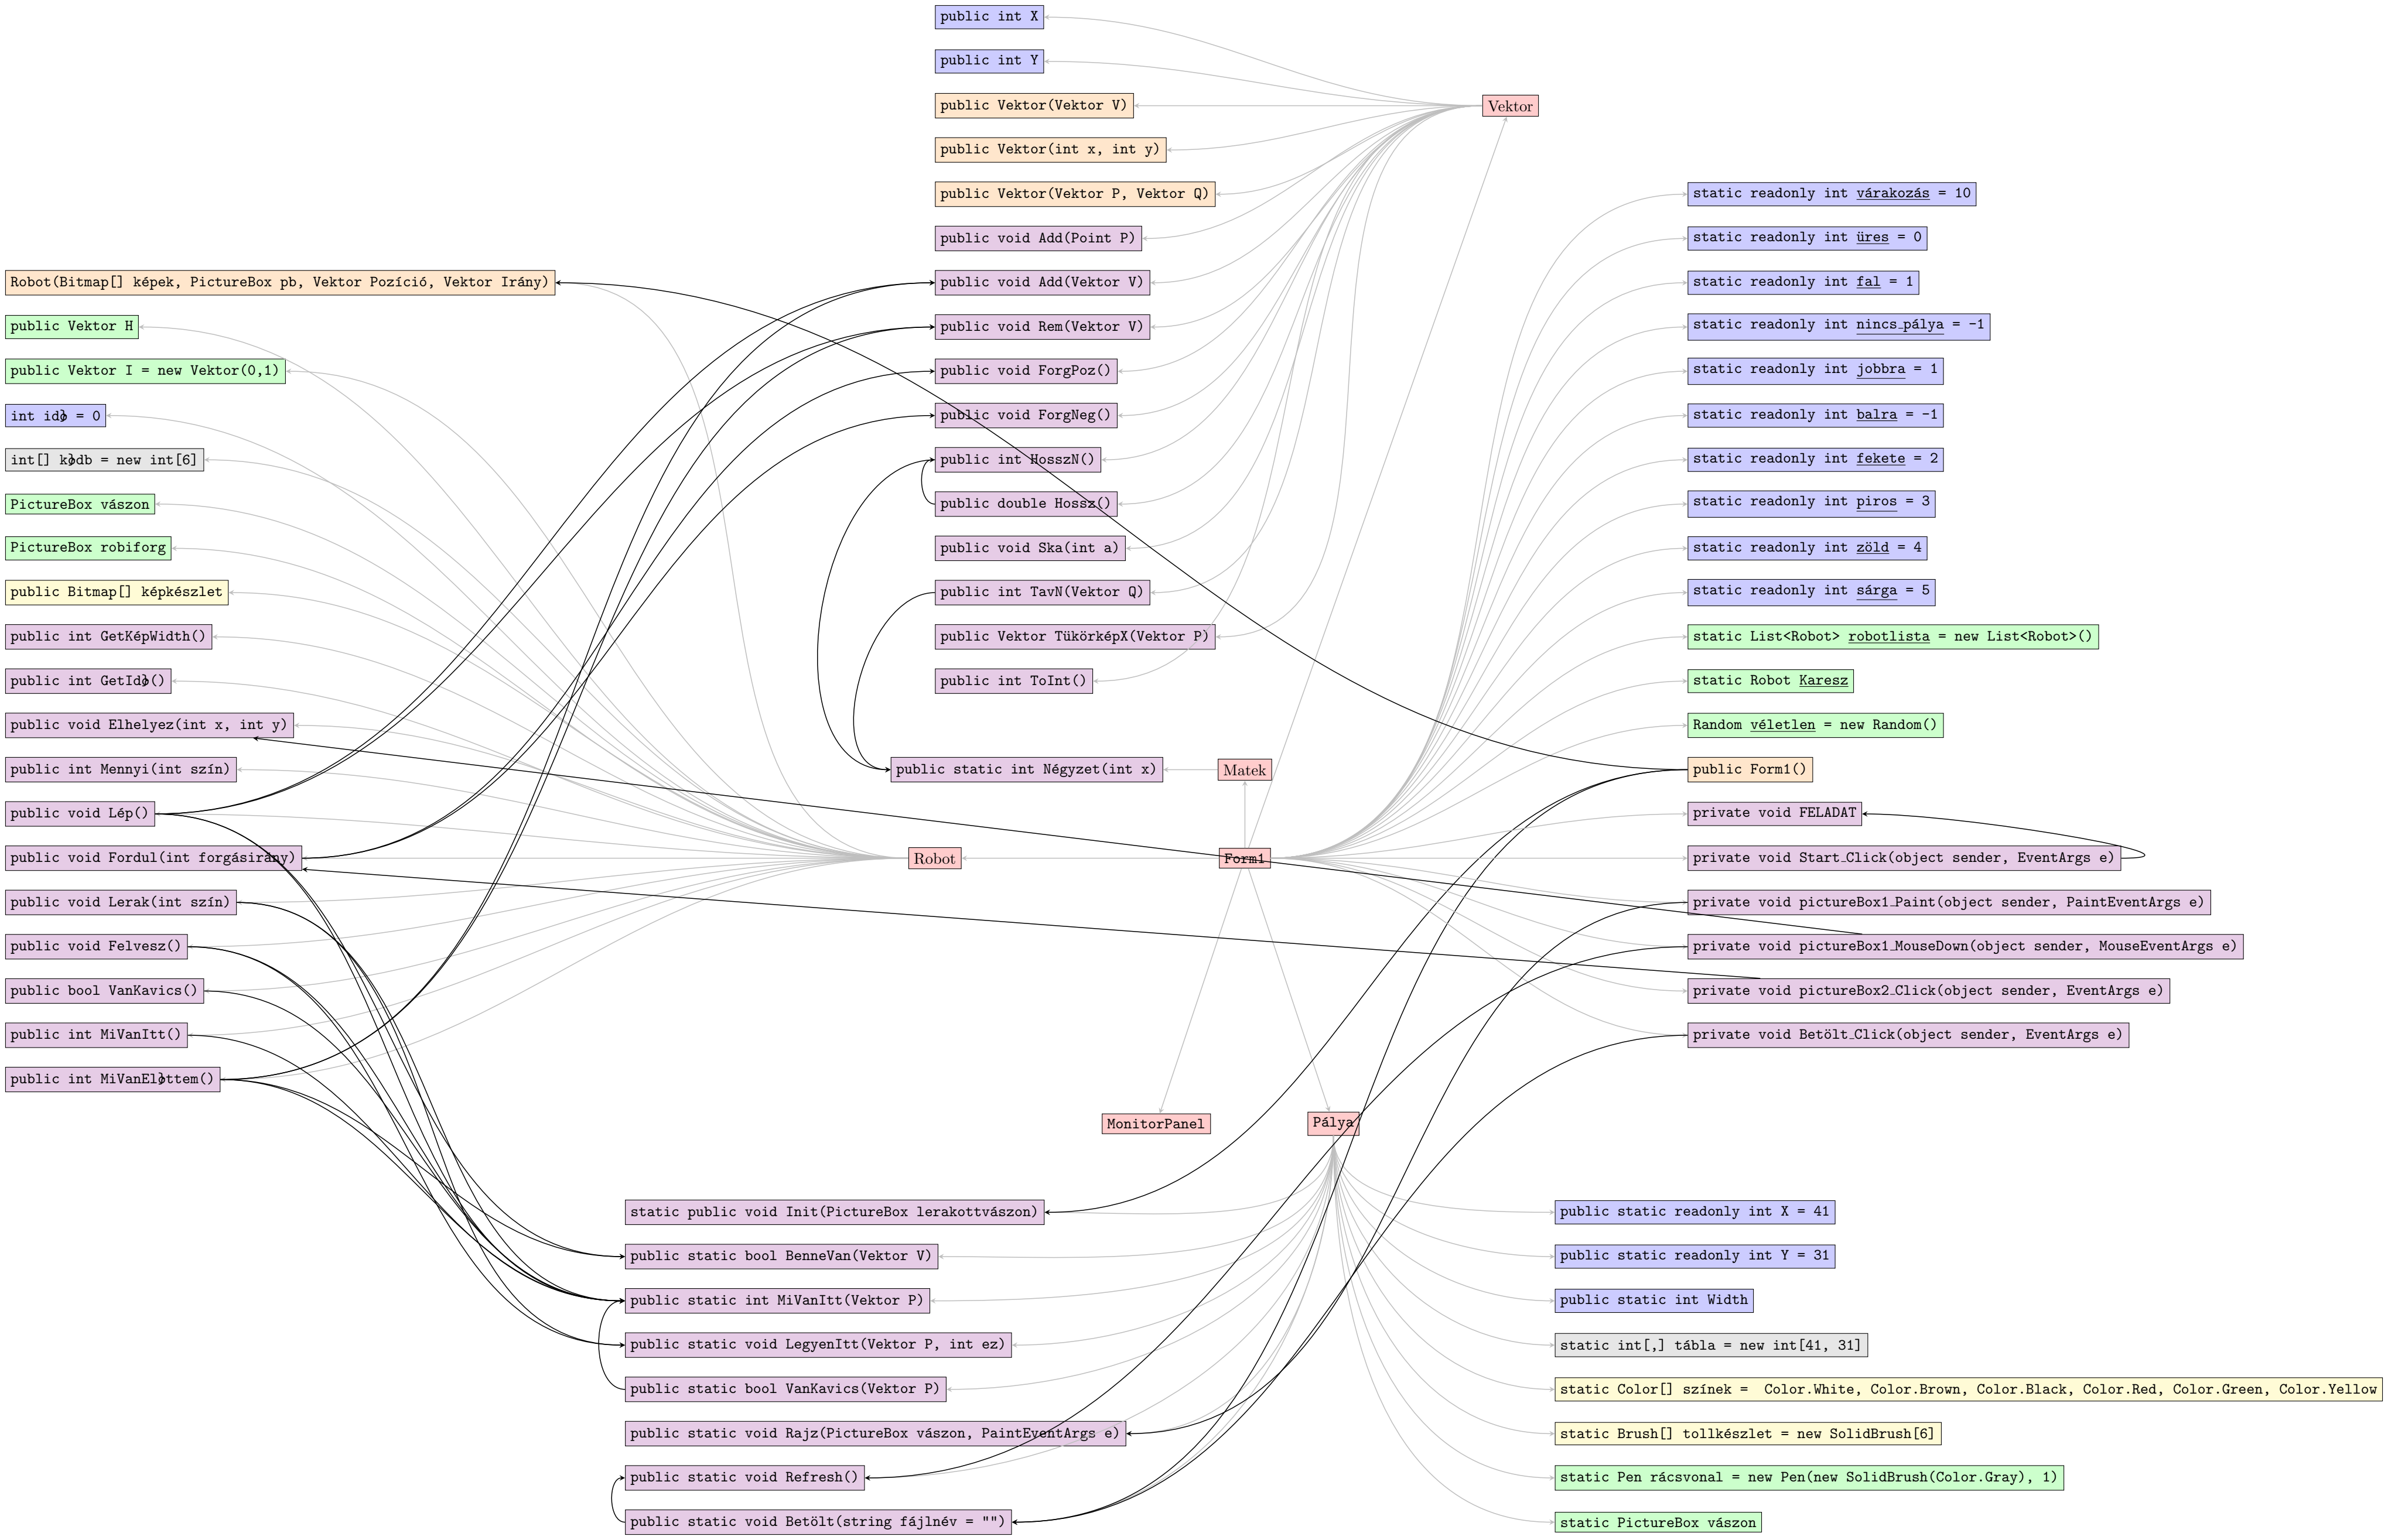 public int X
public int Y
public Vektor(Vektor V)
public Vektor(int x, int y)
public Vektor(Vektor P, Vektor Q)
public void Add(Point P)
public void Add(Vektor V)
public void Rem(Vektor V)
public void ForgPoz()
public void ForgNeg()
public int HosszN()
public double Hossz()
public void Ska(int a)
public int TavN(Vektor Q)
public Vektor TükörképX(Vektor P)
public int ToInt()
Vektor
Robot(Bitmap[] képek, PictureBox pb, Vektor Pozíció, Vektor Irány)
public Vektor H
public Vektor I = new Vektor(0,1)
int idő = 0
int[] kődb = new int[6]
PictureBox vászon
PictureBox robiforg
public Bitmap[] képkészlet
public int GetKépWidth()
public int GetIdő()
public void Elhelyez(int x, int y)
public int Mennyi(int szín)
public void Lép()
public void Fordul(int forgásirány)
public void Lerak(int szín)
public void Felvesz()
public bool VanKavics()
public int MiVanItt()
public int MiVanElőttem()
public static int Négyzet(int x)
Matek
Robot
Form1
static readonly int várakozás = 10
static readonly int üres = 0
static readonly int fal = 1
static readonly int nincs_pálya = -1
static readonly int jobbra = 1
static readonly int balra = -1
static readonly int fekete = 2
static readonly int piros = 3
static readonly int zöld = 4
static readonly int sárga = 5
static List<Robot> robotlista = new List<Robot>()
static Robot Karesz
Random véletlen = new Random()
public Form1()
private void FELADAT
private void Start_Click(object sender, EventArgs e)
private void pictureBox1_Paint(object sender, PaintEventArgs e)
private void pictureBox1_MouseDown(object sender, MouseEventArgs e)
private void pictureBox2_Click(object sender, EventArgs e)
private void Betölt_Click(object sender, EventArgs e)
MonitorPanel
Pálya
static public void Init(PictureBox lerakottvászon)
public static bool BenneVan(Vektor V)
public static int MiVanItt(Vektor P)
public static void LegyenItt(Vektor P, int ez)
public static bool VanKavics(Vektor P)
public static void Rajz(PictureBox vászon, PaintEventArgs e)
public static void Refresh()
public static void Betölt(string fájlnév = "")
public static readonly int X = 41
public static readonly int Y = 31
public static int Width
static int[,] tábla = new int[41, 31]
static Color[] színek =  Color.White, Color.Brown, Color.Black, Color.Red, Color.Green, Color.Yellow
static Brush[] tollkészlet = new SolidBrush[6]
static Pen rácsvonal = new Pen(new SolidBrush(Color.Gray), 1)
static PictureBox vászon